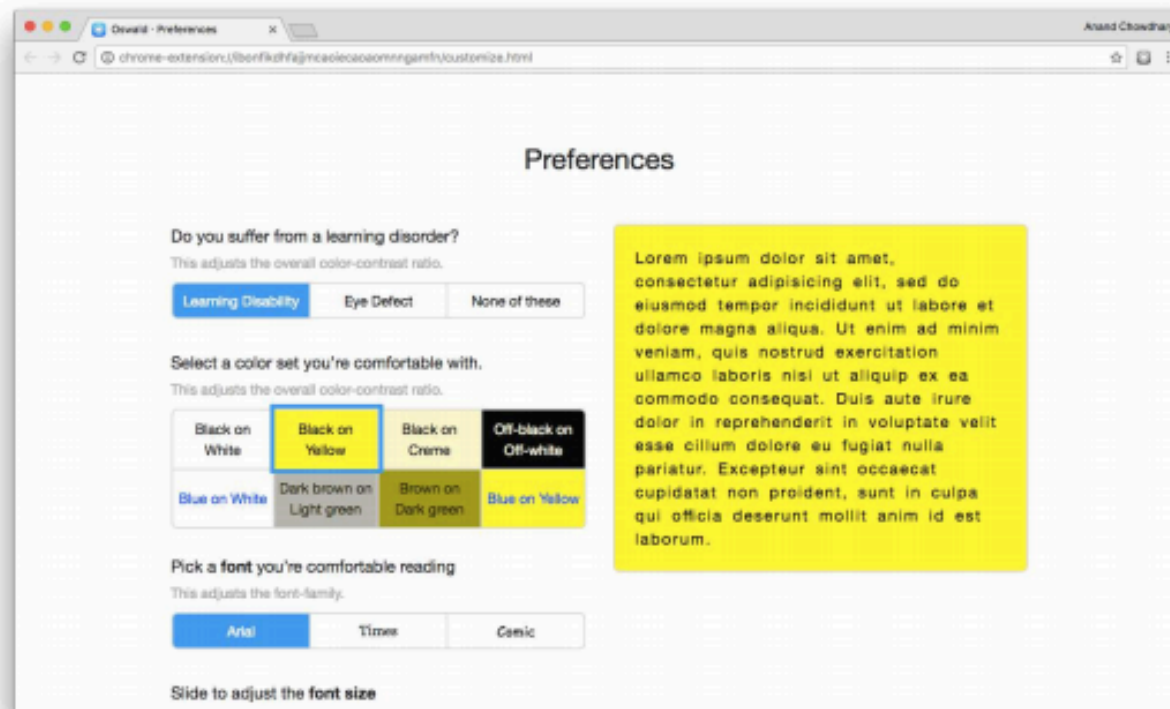 Oswald - Preferences
Anand Chowdhary
Preferences
Do you suffer from a learning disorder?
This adjusts the overall color-contrast ratio.
Learning Disability
Eye Defect
None of these
Select a color set you're comfortable with.
This adjusts the overall color-contrast ratio.
Black on
White
Black on
Yellow
Black on
Creme
Off-black on
Off-white
Blue on White
Dark brown on
Light green
Brown on
Dark green
Blue on Yellow
Pick a font you're comfortable reading
This adjusts the font-family.
Arial
Times
Comic
Slide to adjust the font size
Lorem ipsum dolor sit amet,
consectetur adipisicing elit, sed do
eiusmod tempor incididunt ut labore et
dolore magna aliqua. Ut enim ad minim
veniam, quis nostrud exercitation
ullamco laboris nisi ut aliquip ex ea
commodo consequat. Duis aute irure
dolor in reprehenderit in voluptate velit
esse cillum dolore eu fugiat nulla
pariatur. Excepteur sint occaecat
cupidatat non proident, sunt in culpa
qui officia deserunt mollit anim id est
laborum.